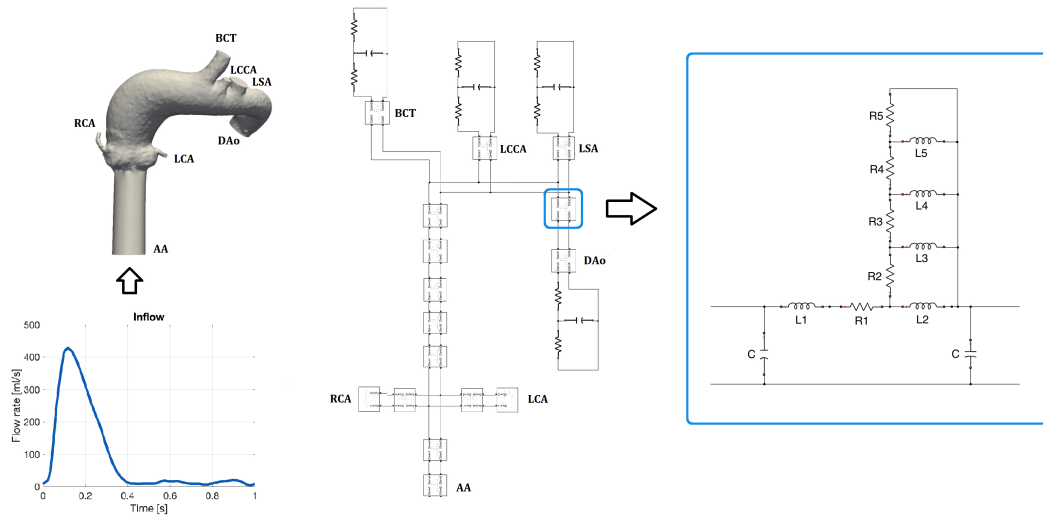 BCT
LCCA
LSA
RCA
DAo
LCA
AA
Inflow
Flow rate [ml/s]
500
400
300
200
100
0
0
0.2
0.4
0.6
0.8
1
Time [s]
BCT
LCCA
LSA
DAo
RCA
LCA
AA
R5
L5
R4
L4
R3
L3
R2
L1
R1
L2
C
C